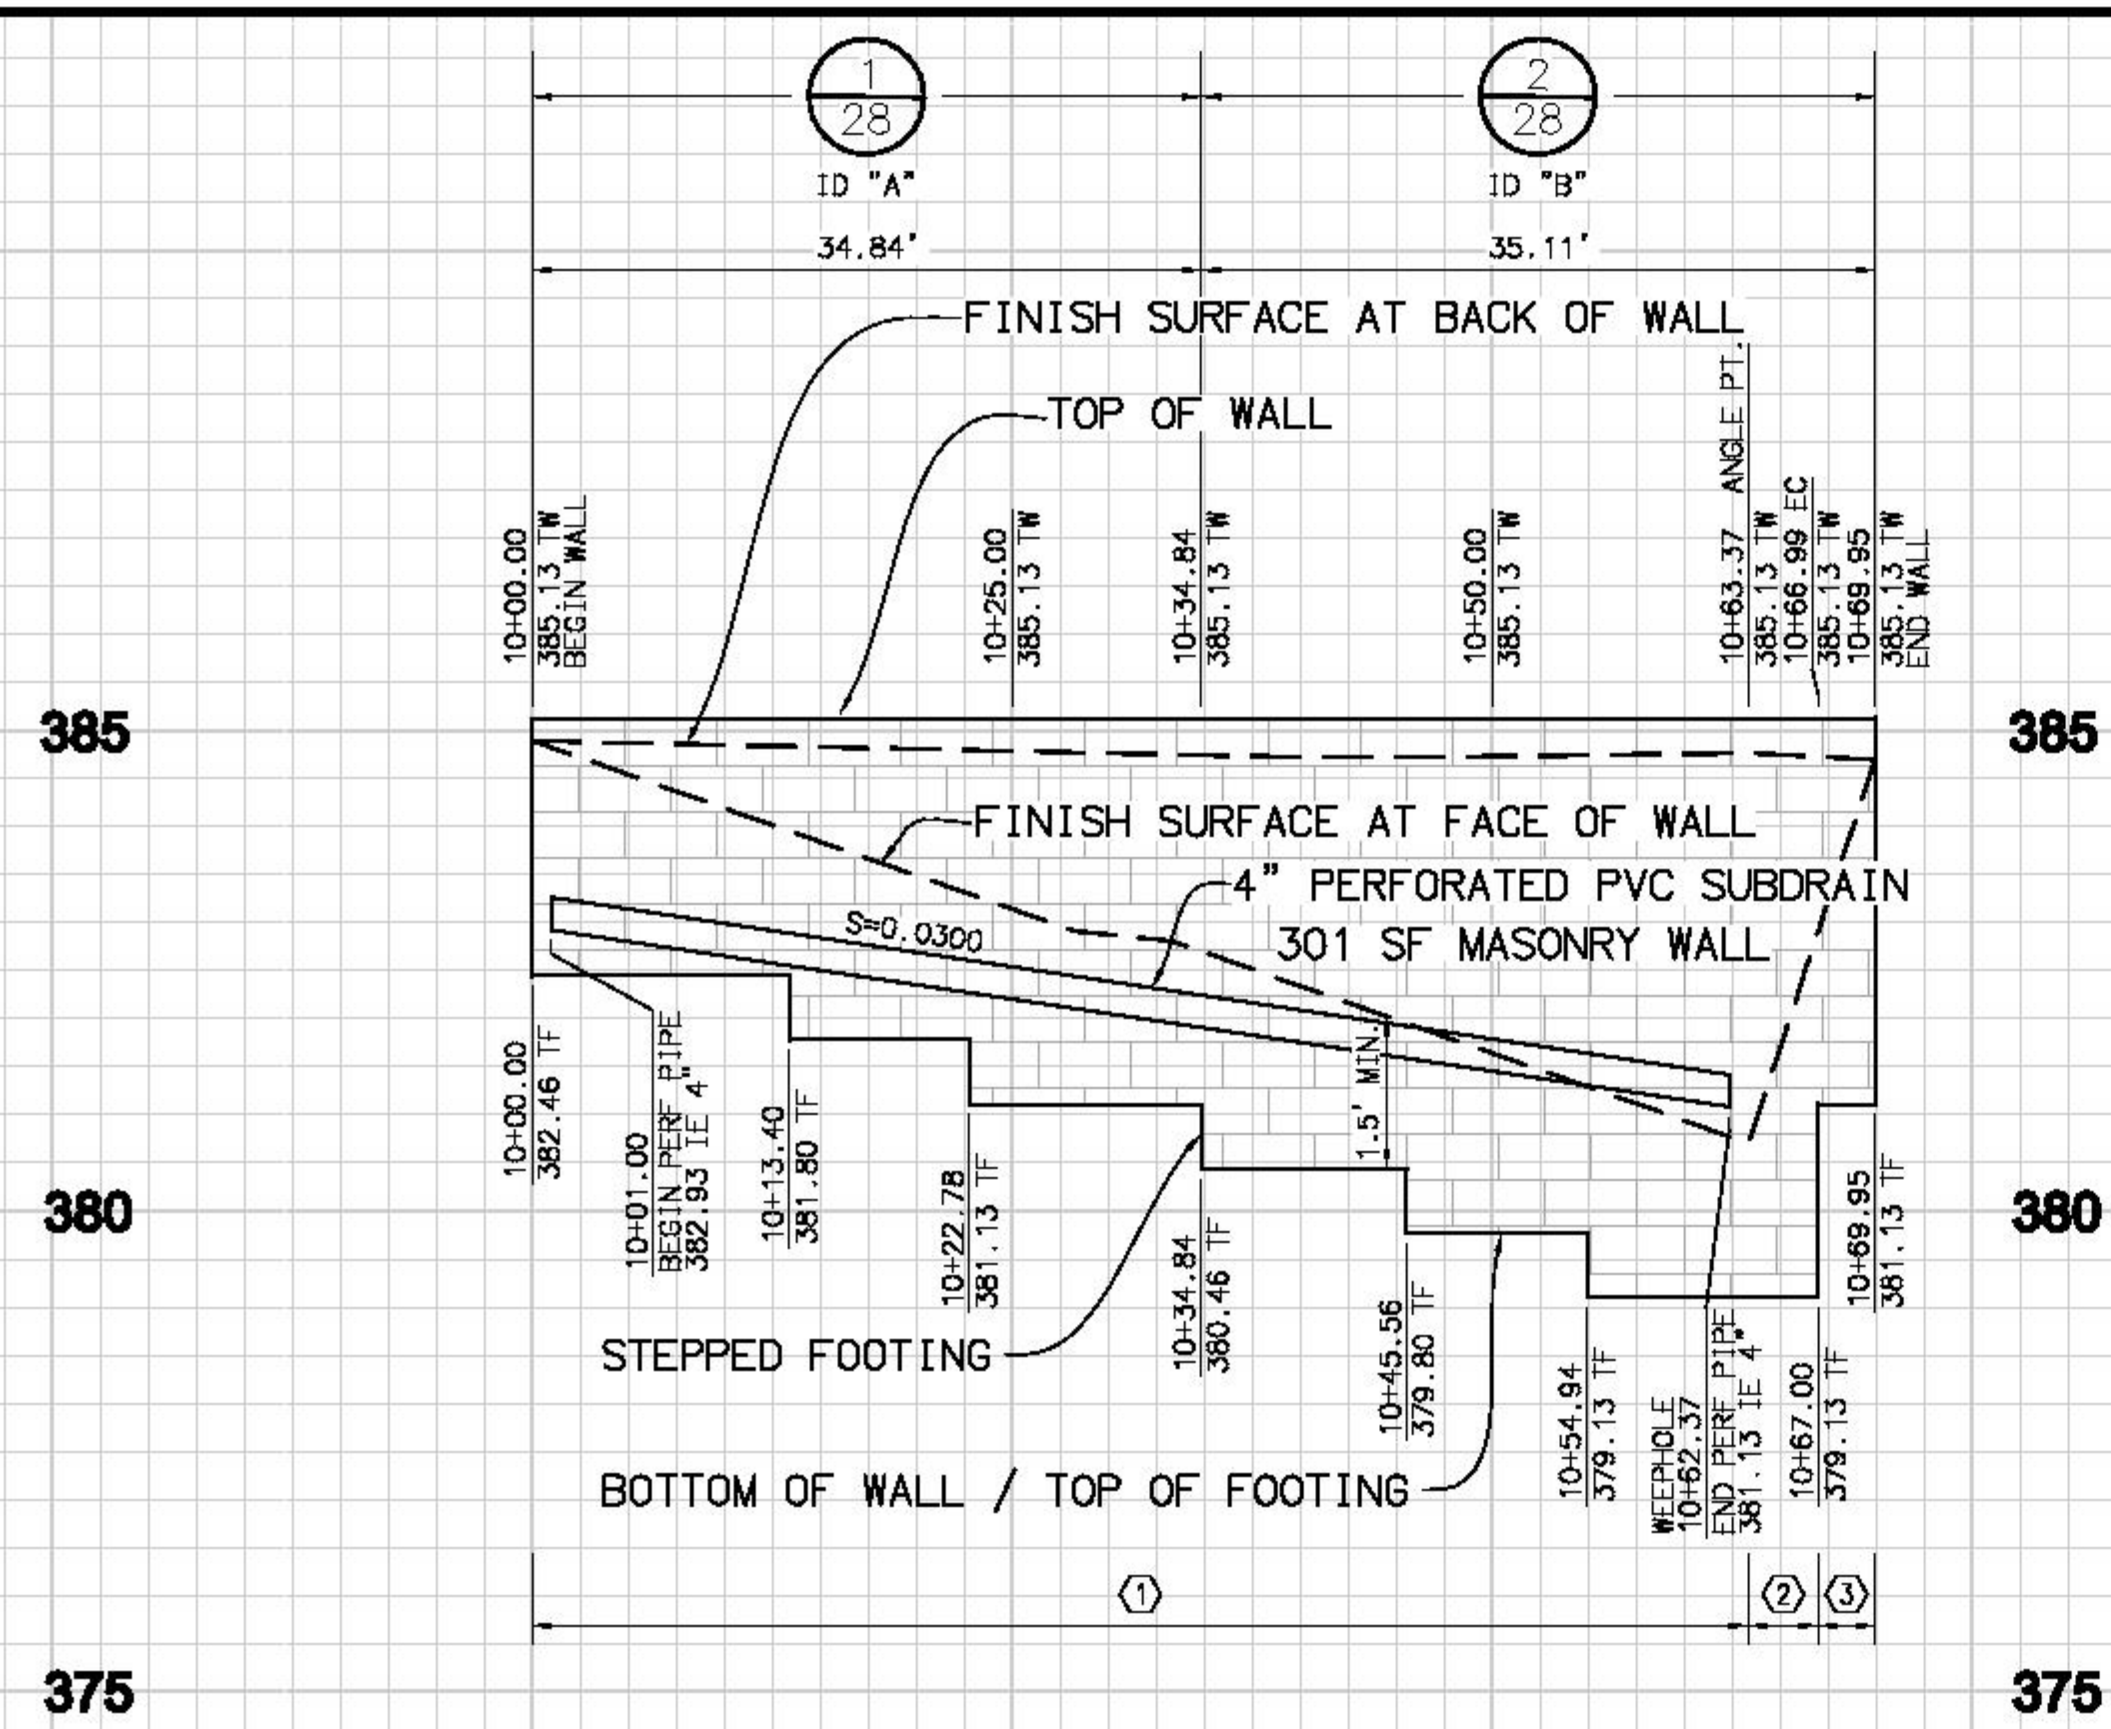 1
28
ID "A"
34.84'
2
28
ID "B"
35.11'
FINISH SURFACE AT BACK OF WALL
TOP OF WALL
10+00.00
385.13 TW
BEGIN WALL
10+25.00
385.13 TW
10+34.84
385.13 TW
10+50.00
385.13 TW
10+63.37 ANGLE PT.
385.13 TW
10+66.99 EC
385.13 TW
10+69.95
385.13 TW
END WALL
385
385
FINISH SURFACE AT FACE OF WALL
4" PERFORATED PVC SUBDRAIN
S=0.0300
301 SF MASONRY WALL
1.5' MIN.
10+00.00
382.46 TF
10+01.00
BEGIN PERF PIPE
382.93 IE 4"
10+13.40
381.80 TF
10+22.78
381.13 TF
10+34.84
380.46 TF
10+45.56
379.80 TF
10+54.94
379.13 TF
WEEPHOLE
10+62.37
END PERF PIPE
381.13 IE 4"
10+67.00
379.13 TF
10+69.95
381.13 TF
380
380
STEPPED FOOTING
BOTTOM OF WALL / TOP OF FOOTING
1
2
3
375
375